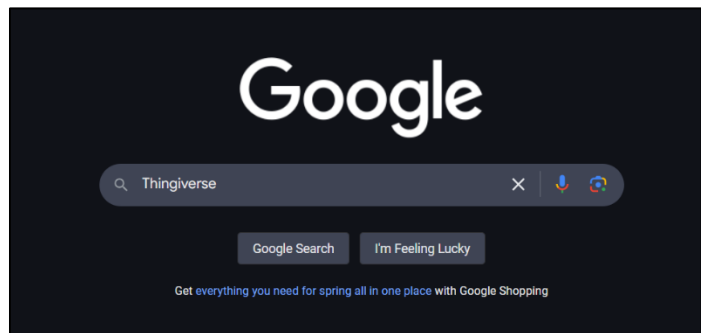 Google
Thingiverse
Google Search I'm Feeling Lucky
Get everything you need for spring all in one place with Google Shopping